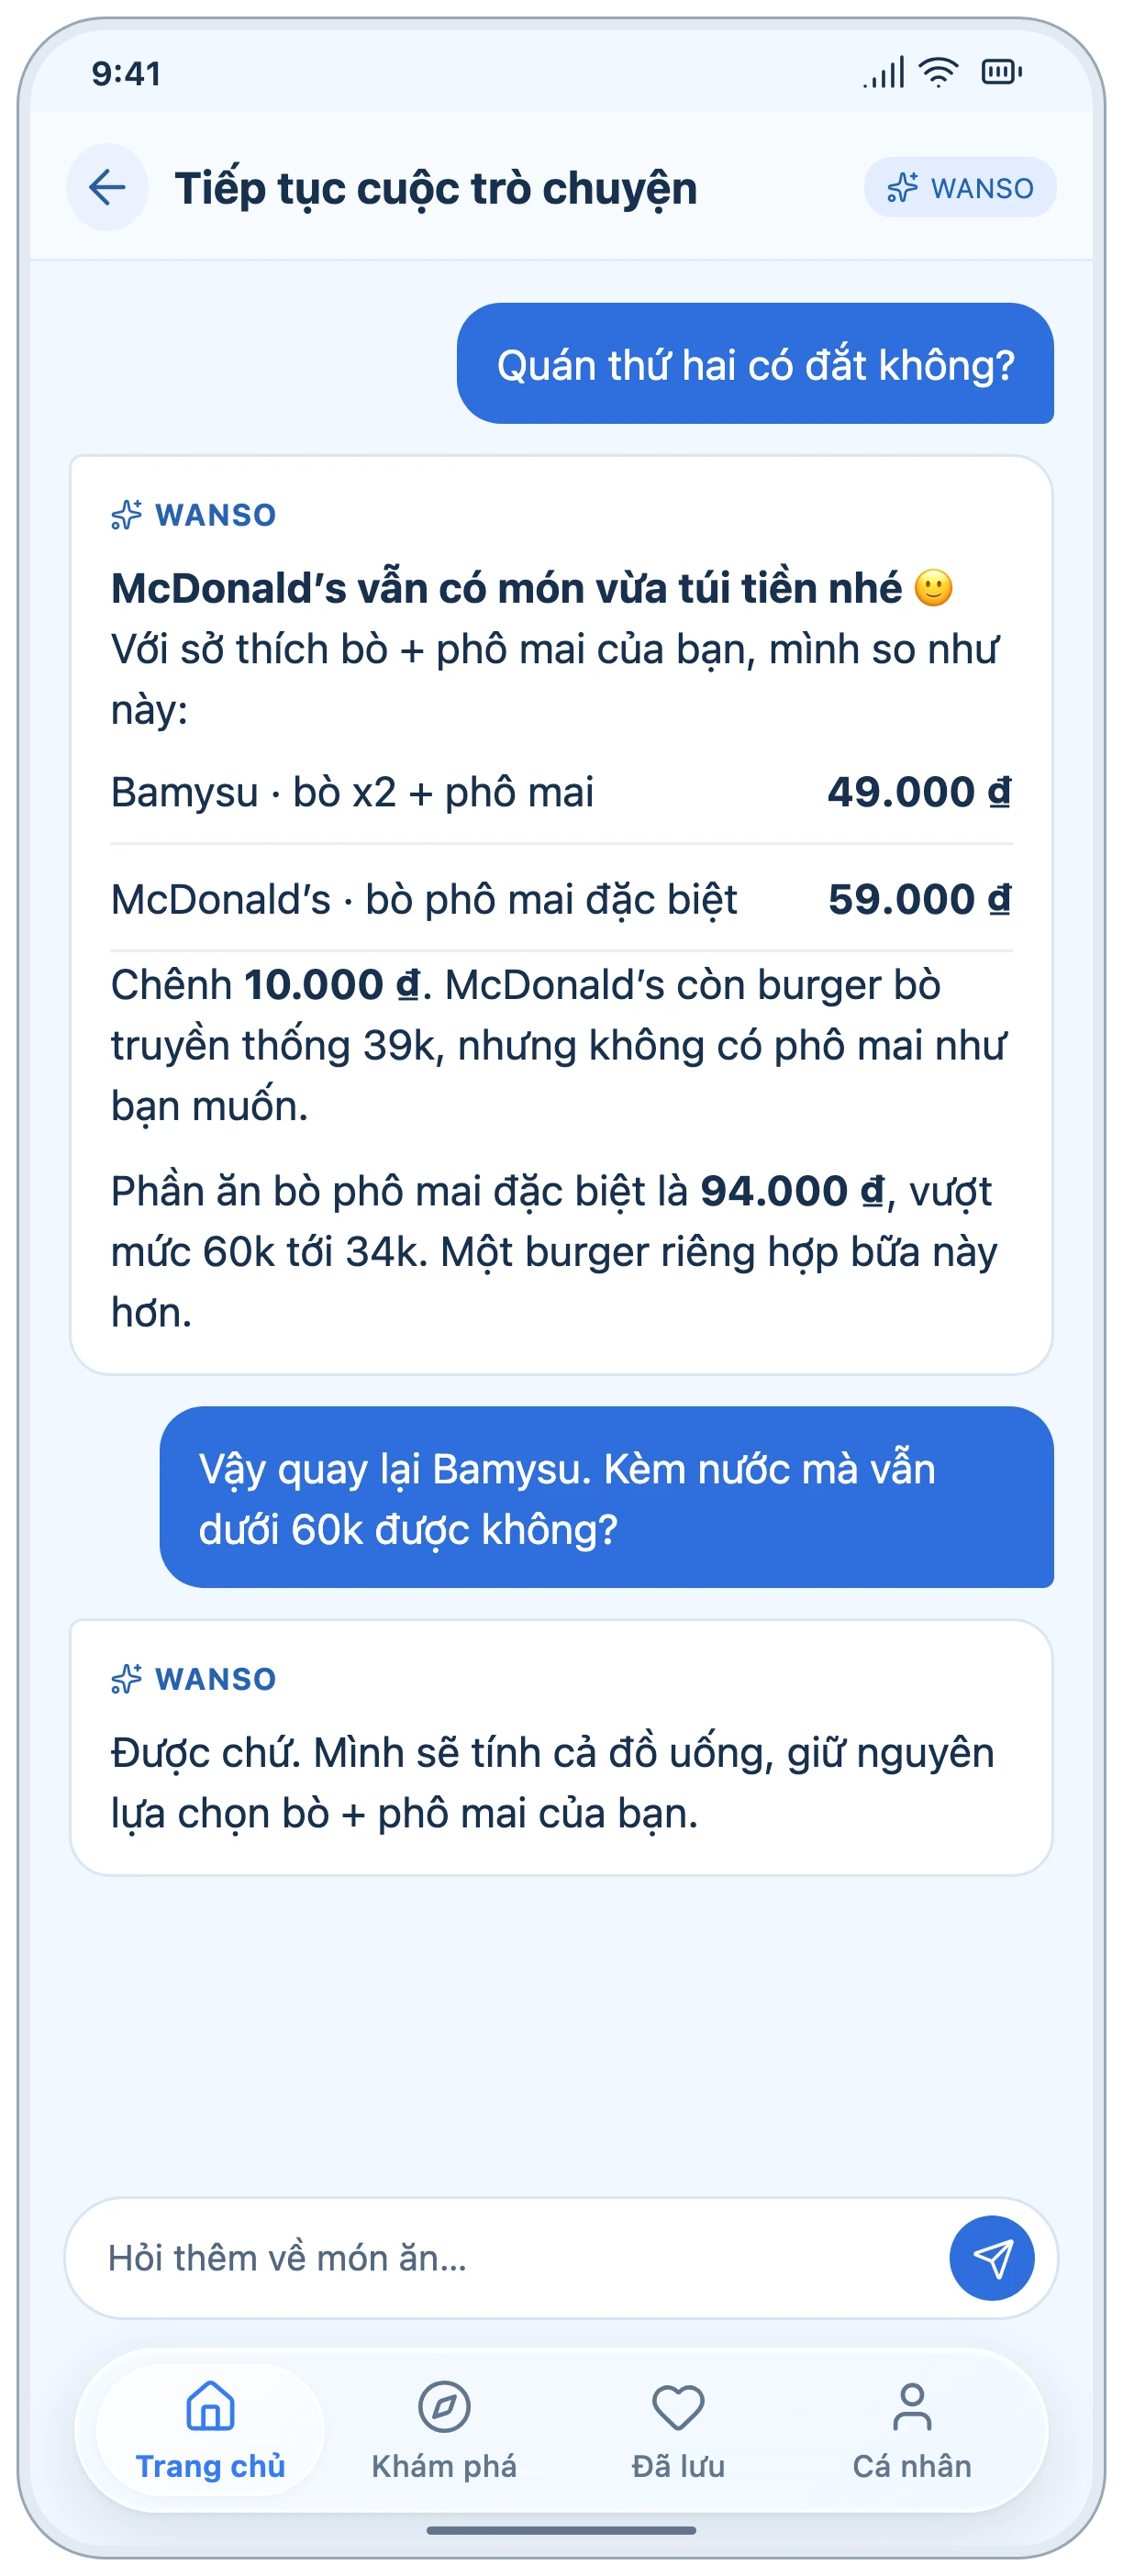 9:41
Tiếp tục cuộc trò chuyện
WANSO
Quán thứ hai có đắt không?
WANSO
McDonald’s vẫn có món vừa túi tiền nhé 🙂
Với sở thích bò + phô mai của bạn, mình so như
này:
Bamysu · bò x2 + phô mai 49.000 ₫
McDonald’s · bò phô mai đặc biệt 59.000 ₫
Chênh 10.000 ₫. McDonald’s còn burger bò
truyền thống 39k, nhưng không có phô mai như
bạn muốn.
Phần ăn bò phô mai đặc biệt là 94.000 ₫, vượt
mức 60k tới 34k. Một burger riêng hợp bữa này
hơn.
Vậy quay lại Bamysu. Kèm nước mà vẫn
dưới 60k được không?
WANSO
Được chứ. Mình sẽ tính cả đồ uống, giữ nguyên
lựa chọn bò + phô mai của bạn.
Hỏi thêm về món ăn...
Trang chủ
Khám phá
Đã lưu
Cá nhân